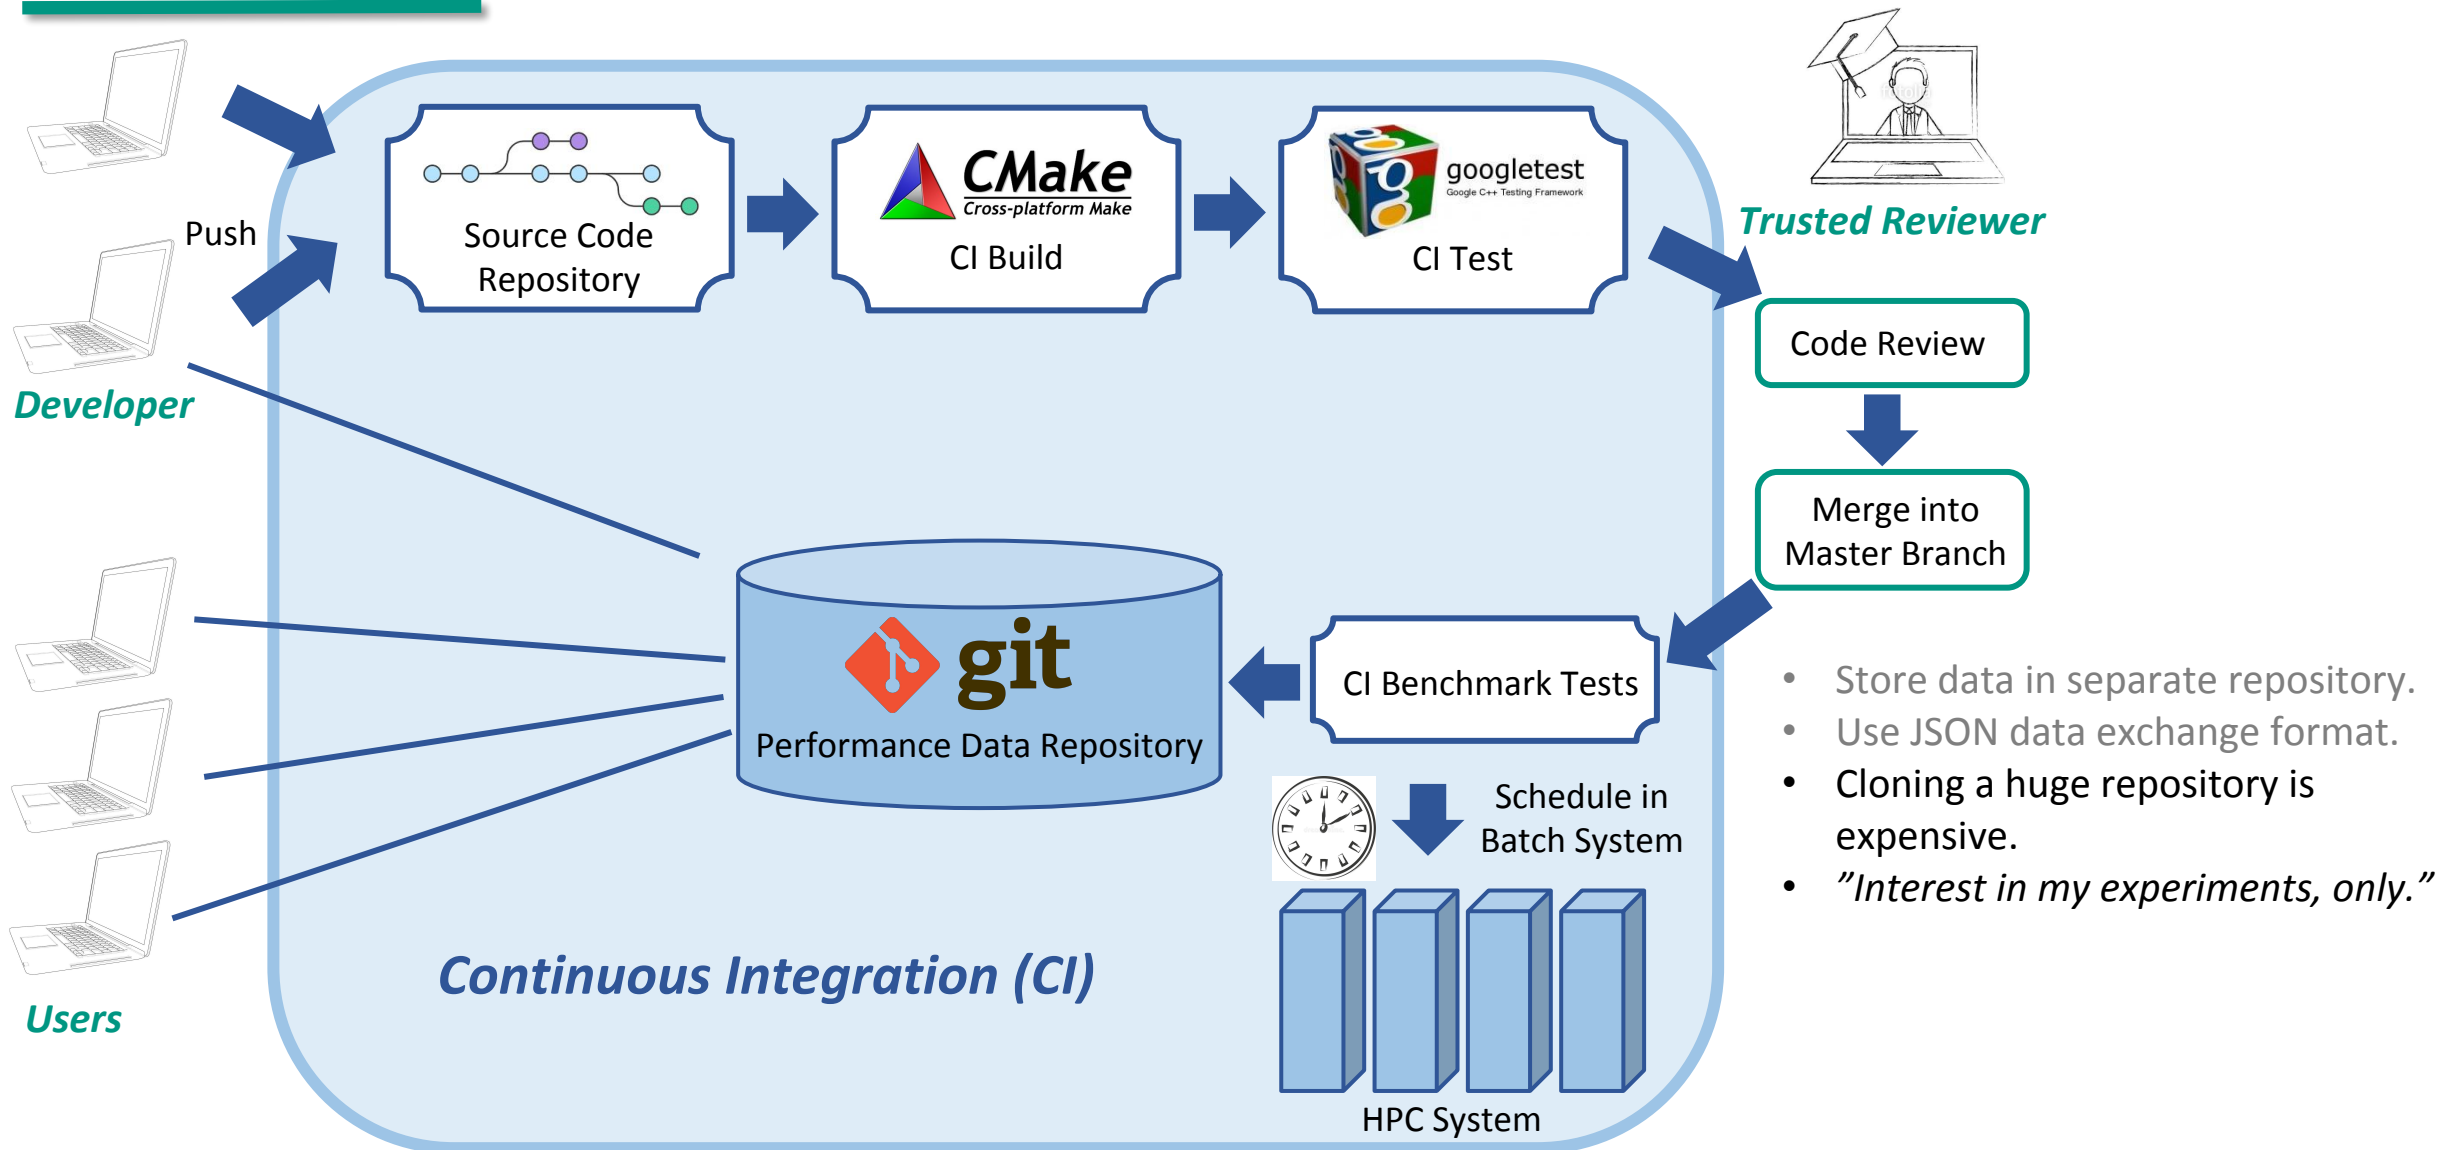 Push
Developer
Users
Source Code
Repository
CMake
Cross-platform Make
CI Build
googletest
Google C++ Testing Framework
CI Test
Trusted Reviewer
Code Review
Merge into
Master Branch
CI Benchmark Tests
git
Performance Data Repository
Schedule in
Batch System
HPC System
Continuous Integration (CI)
• Store data in separate repository.
• Use JSON data exchange format.
• Cloning a huge repository is
expensive.
• ”Interest in my experiments, only.”